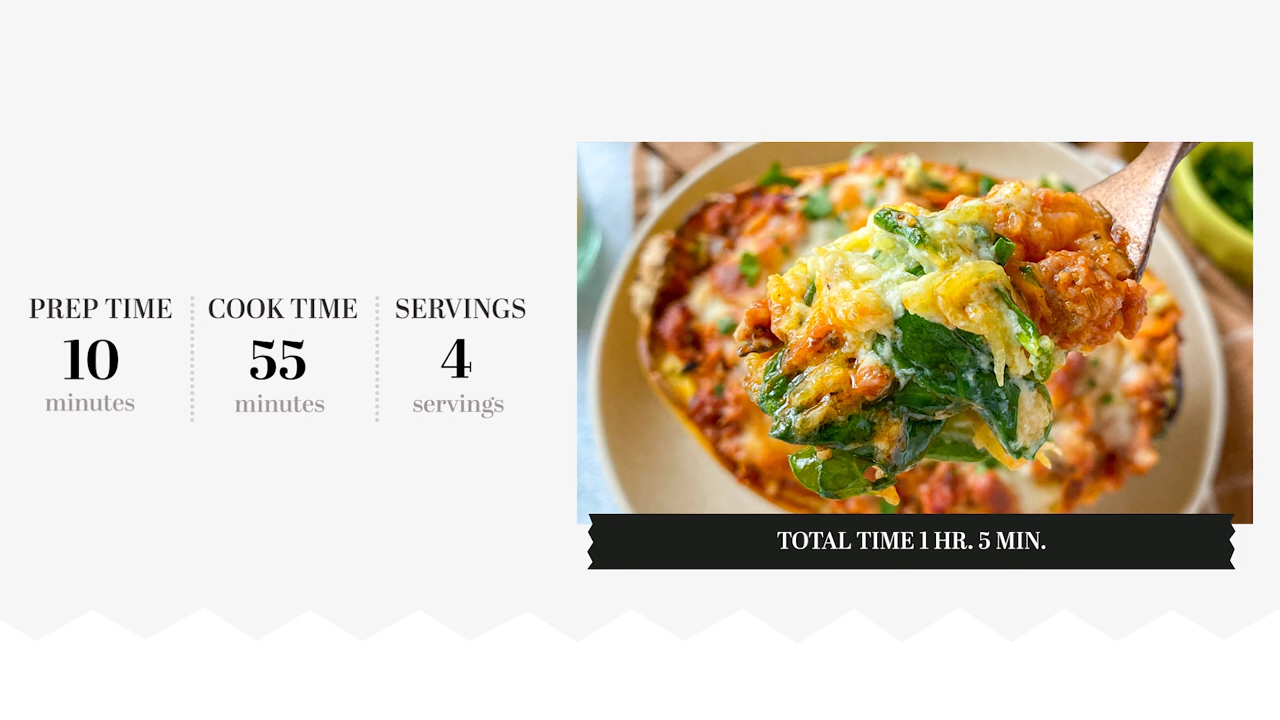 PREP TIME
10
minutes
COOK TIME
55
minutes
SERVINGS
4
servings
TOTAL TIME 1 HR. 5 MIN.